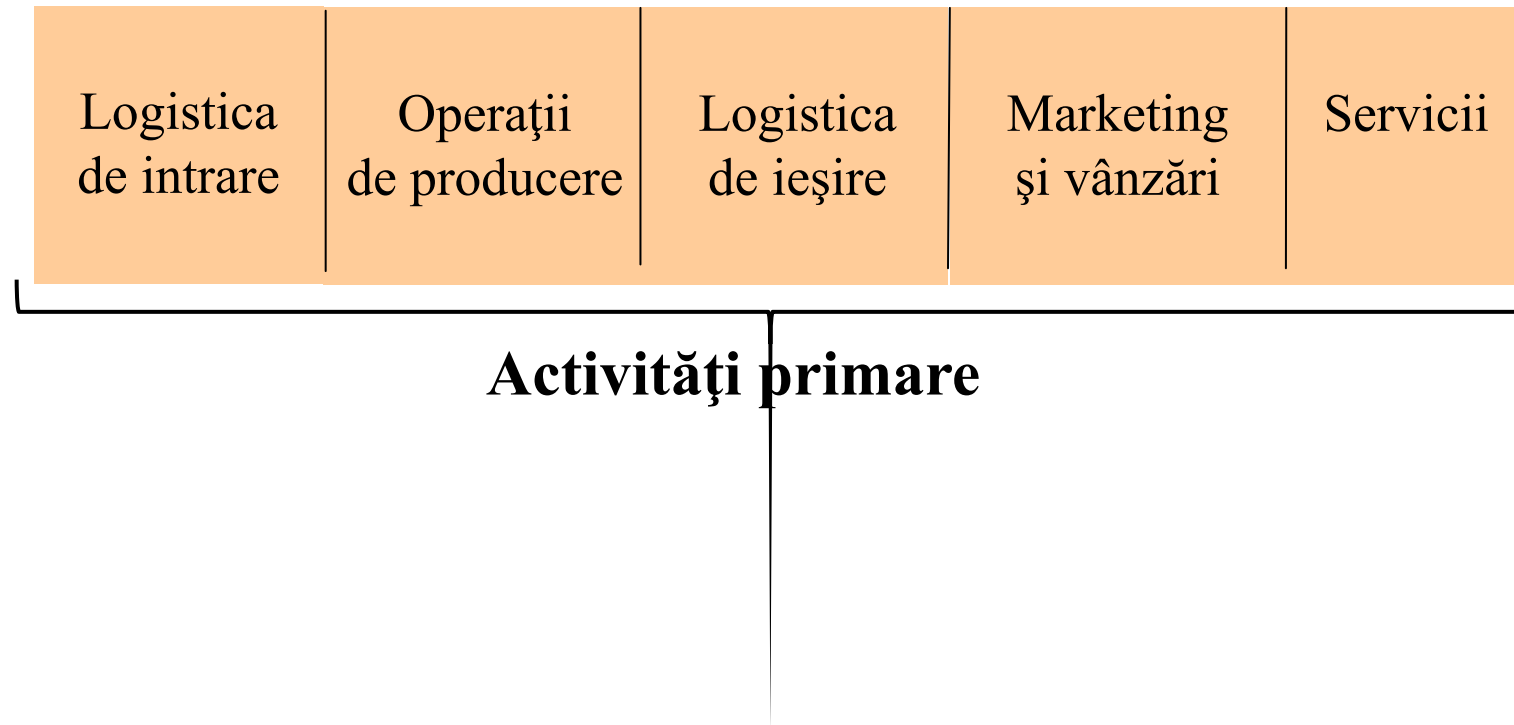 Logistica
de intrare
Operaţii
de producere
Logistica
de ieşire
Marketing
şi vânzări
Servicii
Activităţi primare